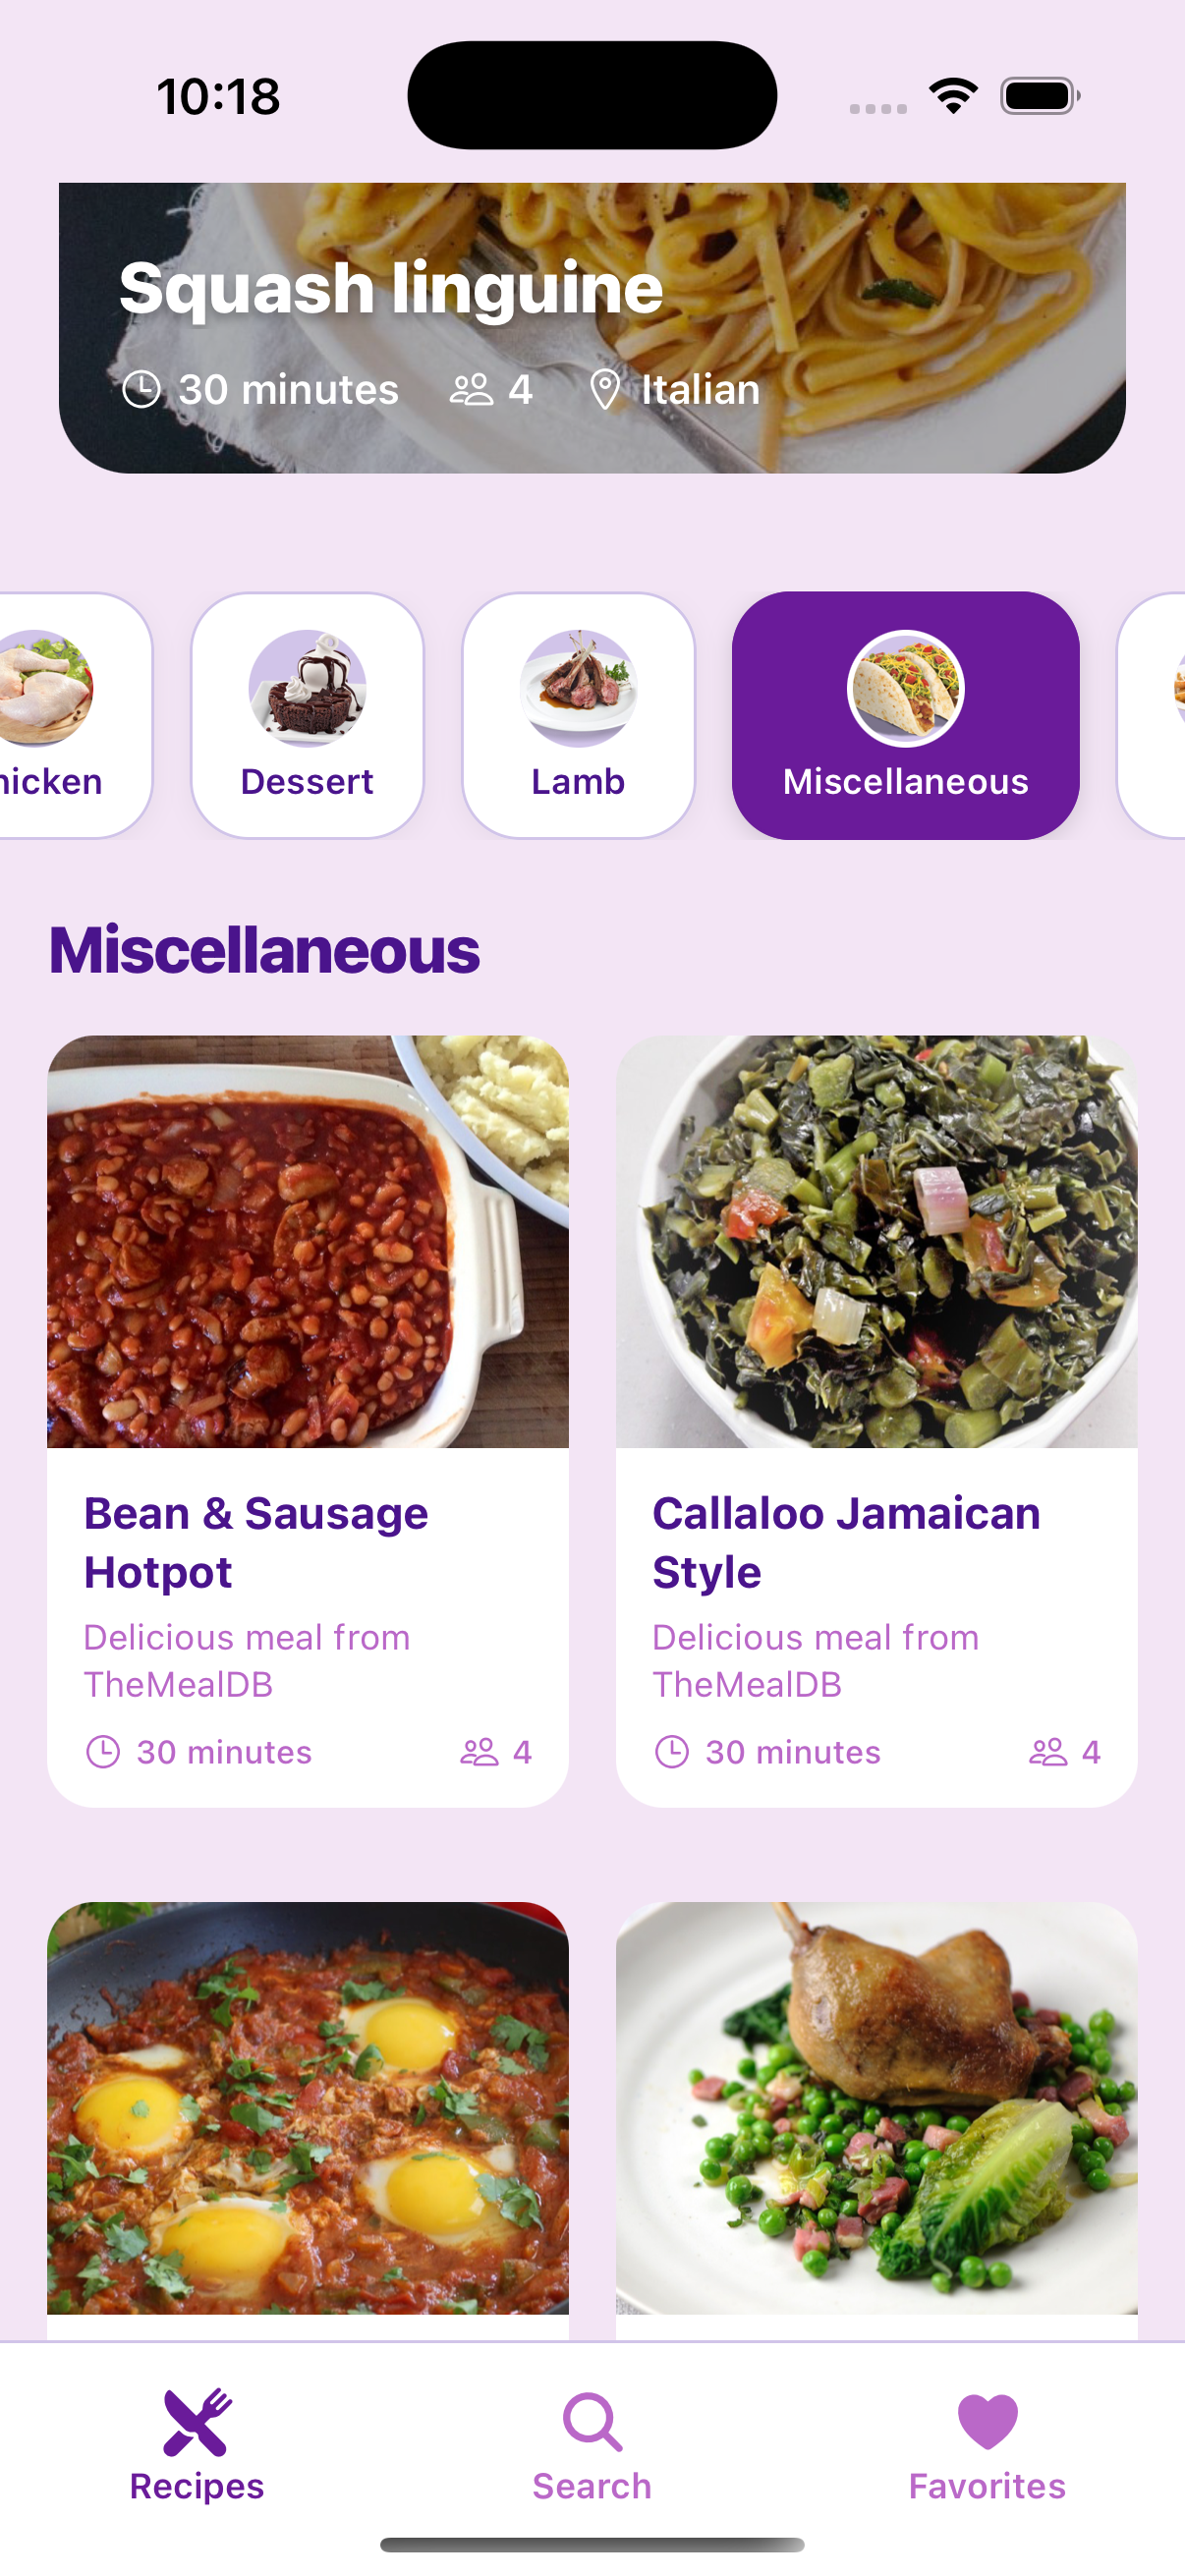 10:18
Squash linguine
30 minutes 4 Italian
hicken Dessert Lamb Miscellaneous
Miscellaneous
Bean & Sausage
Hotpot
Delicious meal from
TheMealDB
30 minutes 4
Callaloo Jamaican
Style
Delicious meal from
TheMealDB
30 minutes 4
Recipes Search Favorites